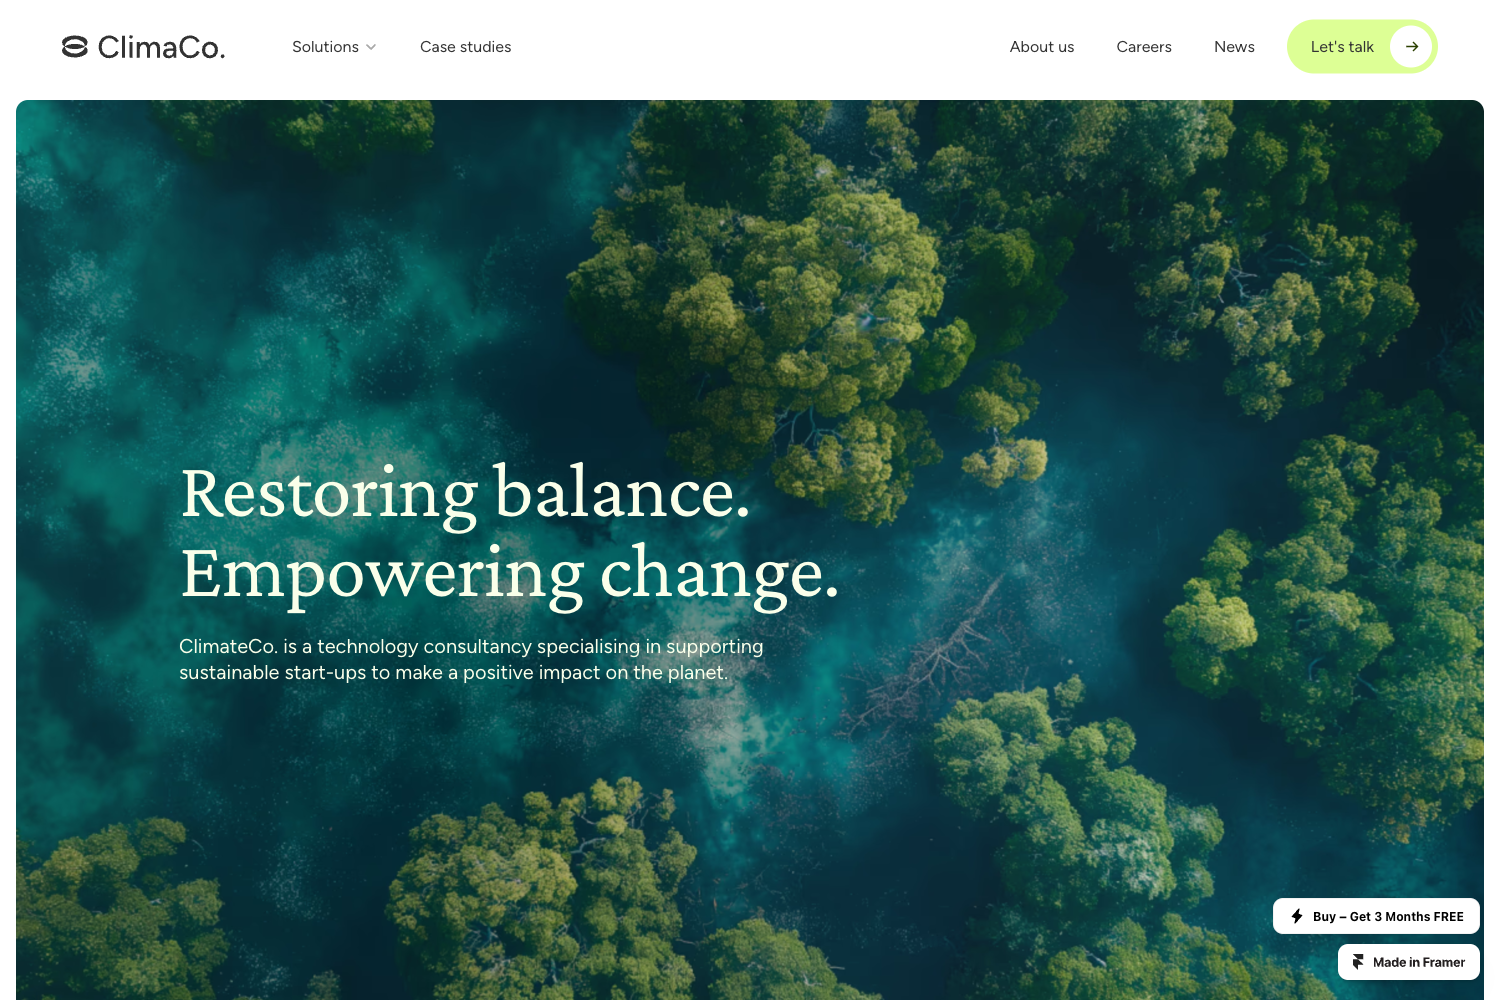 ClimaCo.
Solutions
Case studies
About us
Careers
News
Let's talk
Restoring balance.
Empowering change.
ClimateCo. is a technology consultancy specialising in supporting
sustainable start-ups to make a positive impact on the planet.
Buy – Get 3 Months FREE
Made in Framer